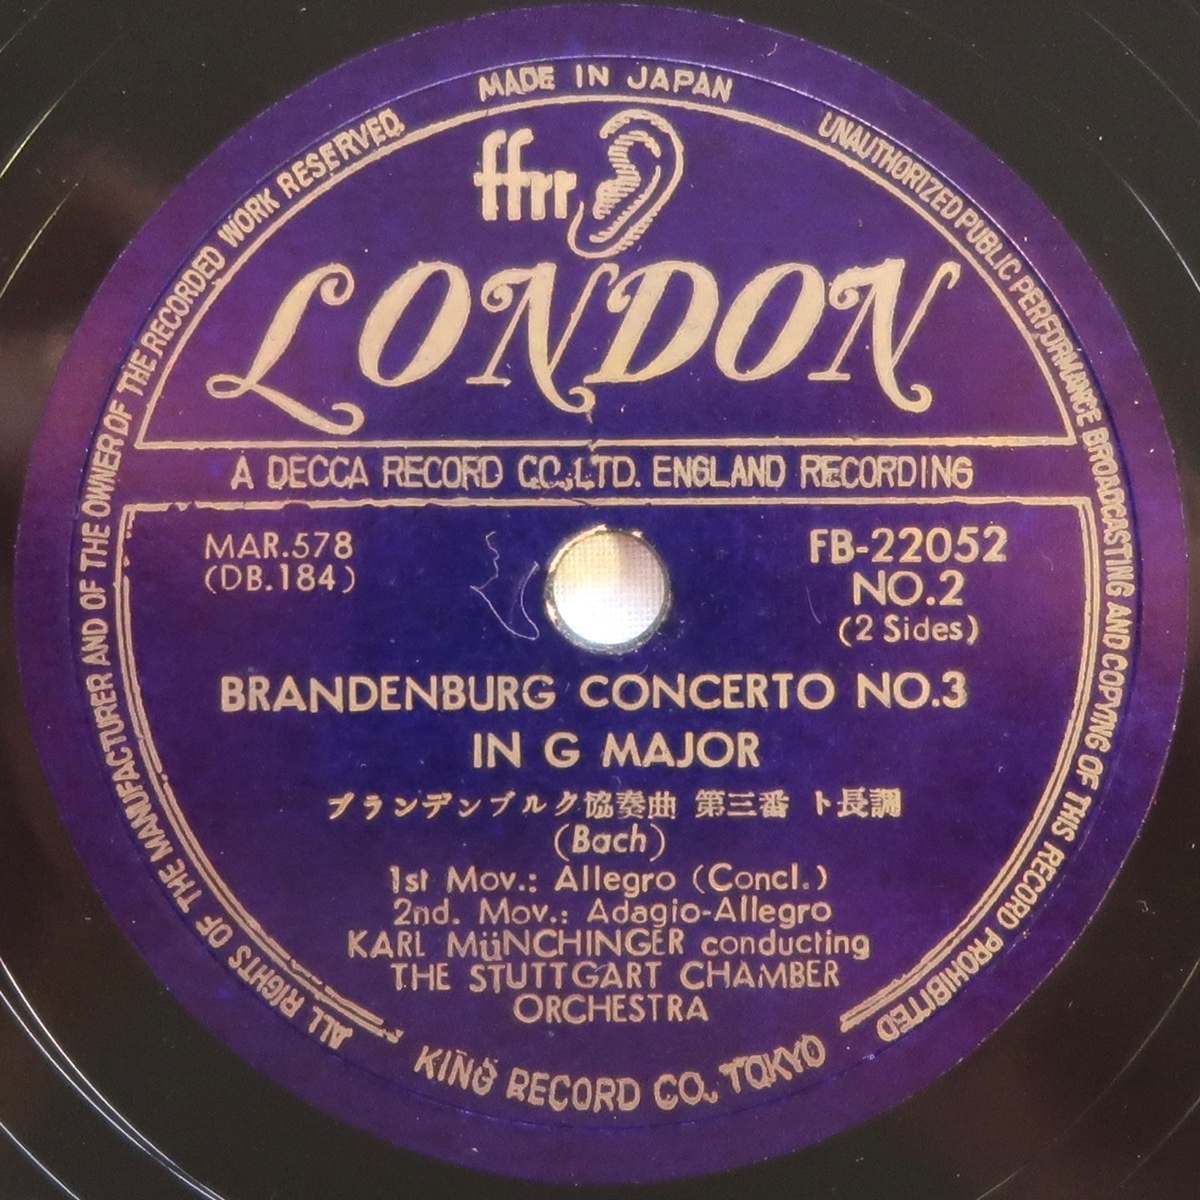 MADE IN JAPAN
ffrr
LONDON
A DECCA RECORD CO.,LTD. ENGLAND RECORDING
MAR.578
(DB.184)
FB-22052
NO.2
(2 Sides)
BRANDENBURG CONCERTO NO.3
IN G MAJOR
ブランデンブルク協奏曲 第三番 ト長調
(Bach)
1st Mov.: Allegro (Concl.)
2nd. Mov.: Adagio-Allegro
KARL MüNCHINGER conducting
THE STUTTGART CHAMBER
ORCHESTRA
KING RECORD CO., TOKYO
ALL RIGHTS OF THE MANUFACTURER AND OF THE OWNER OF THE RECORDED WORK RESERVED.
UNAUTHORIZED PUBLIC PERFORMANCE BROADCASTING AND COPYING OF THIS RECORD PROHIBITED